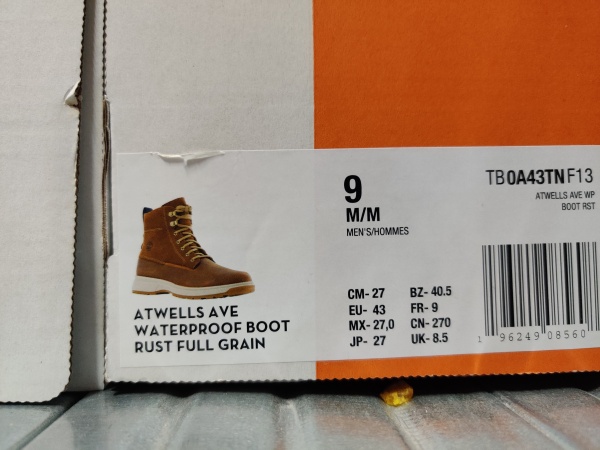 9
M/M
MEN'S/HOMMES
TB0A43TNF13
ATWELLS AVE WP
BOOT RST
ATWELLS AVE
WATERPROOF BOOT
RUST FULL GRAIN
CM- 27 BZ- 40.5
EU- 43 FR- 9
MX- 27,0 CN- 270
JP- 27 UK- 8.5
1 96249 08560